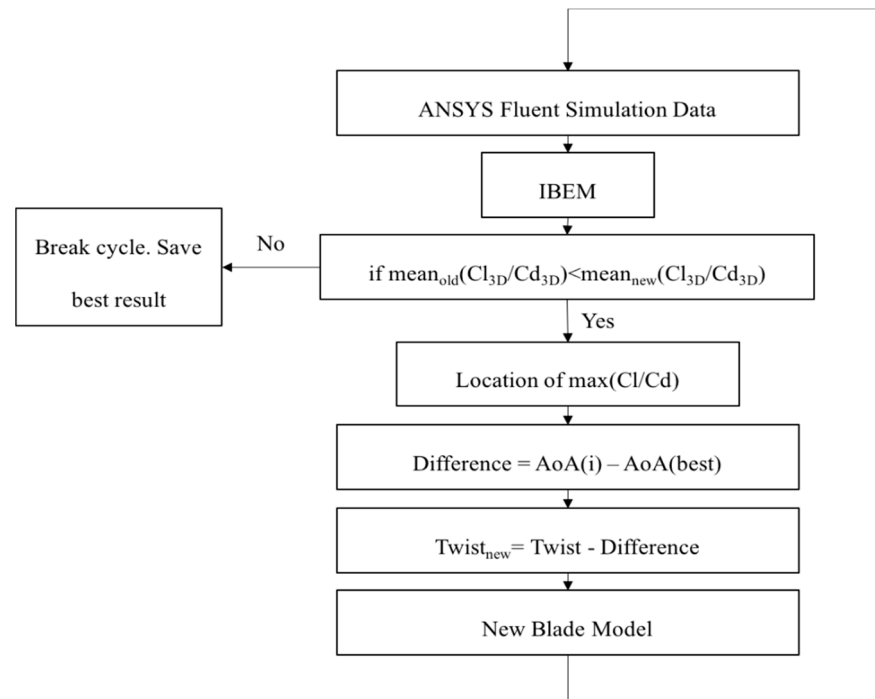 ANSYS Fluent Simulation Data
IBEM
Break cycle. Save
best result
No
if mean_old(Cl_3D/Cd_3D)<mean_new(Cl_3D/Cd_3D)
Yes
Location of max(Cl/Cd)
Difference = AoA(i) – AoA(best)
Twist_new= Twist - Difference
New Blade Model